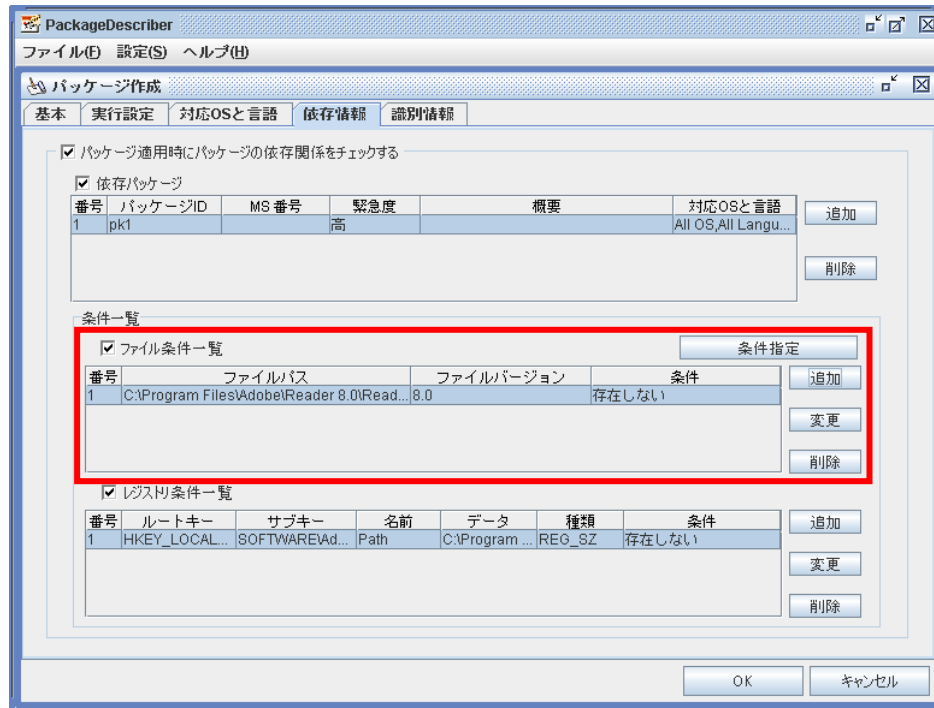 PackageDescriber
ファイル(F) 設定(S) ヘルプ(H)
パッケージ作成
基本 実行設定 対応OSと言語 依存情報 識別情報
パッケージ適用時にパッケージの依存関係をチェックする
依存パッケージ
番号 パッケージID MS番号 緊急度 概要 対応OSと言語
1 pk1 高 All OS,All Langu...
追加
削除
条件一覧
ファイル条件一覧
条件指定
番号 ファイルパス ファイルバージョン 条件
1 C:\Program Files\Adobe\Reader 8.0\Read... 8.0 存在しない
追加
変更
削除
レジストリ条件一覧
番号 ルートキー サブキー 名前 データ 種類 条件
1 HKEY_LOCAL... SOFTWARE\Ad... Path C:\Program ... REG_SZ 存在しない
追加
変更
削除
OK キャンセル